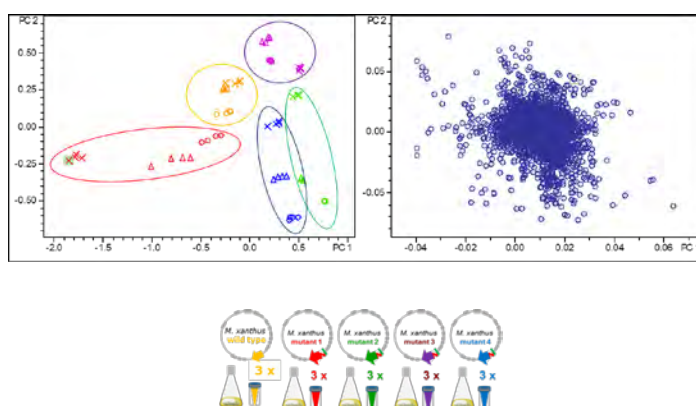 PC 2
0.50
0.25
0.00
-0.25
-0.50
-2.0 -1.5 -1.0 -0.5 0.0 0.5 PC 1
PC 2
0.05
0.00
-0.05
-0.04 -0.02 0.00 0.02 0.04 0.06 PC
M. xanthus wild type
M. xanthus mutant 1
M. xanthus mutant 2
M. xanthus mutant 3
M. xanthus mutant 4
3 x 3 x 3 x 3 x 3 x